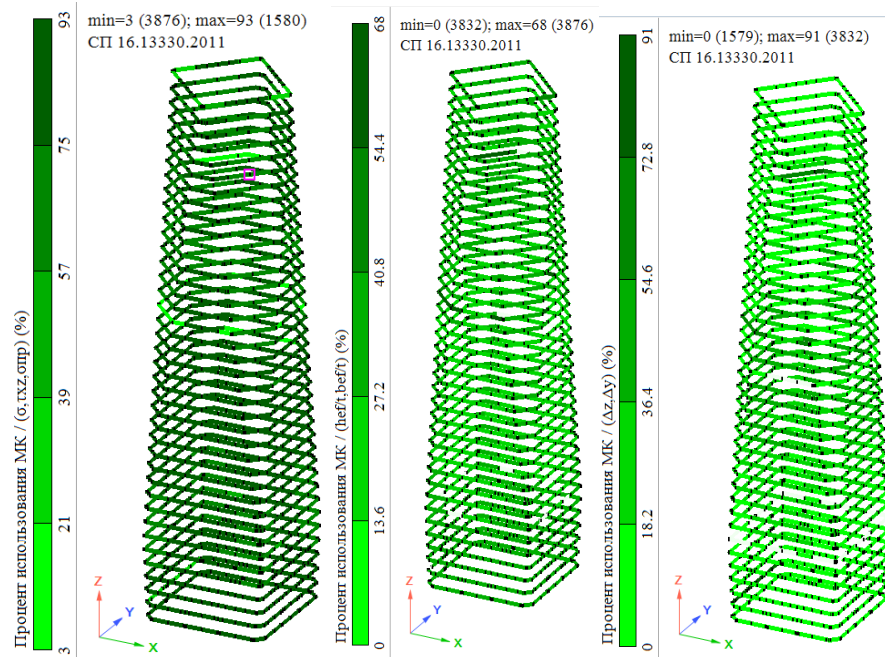 min=3 (3876); max=93 (1580)
СП 16.13330.2011
Процент использования МК / (σ,τxz,σпр) (%)
93
75
57
39
21
3
Z
Y
X
min=0 (3832); max=68 (3876)
СП 16.13330.2011
Процент использования МК / (hef/t,bef/t) (%)
68
54.4
40.8
27.2
13.6
0
Z
Y
X
min=0 (1579); max=91 (3832)
СП 16.13330.2011
Процент использования МК / (Δz,Δy) (%)
91
72.8
54.6
36.4
18.2
0
Z
Y
X